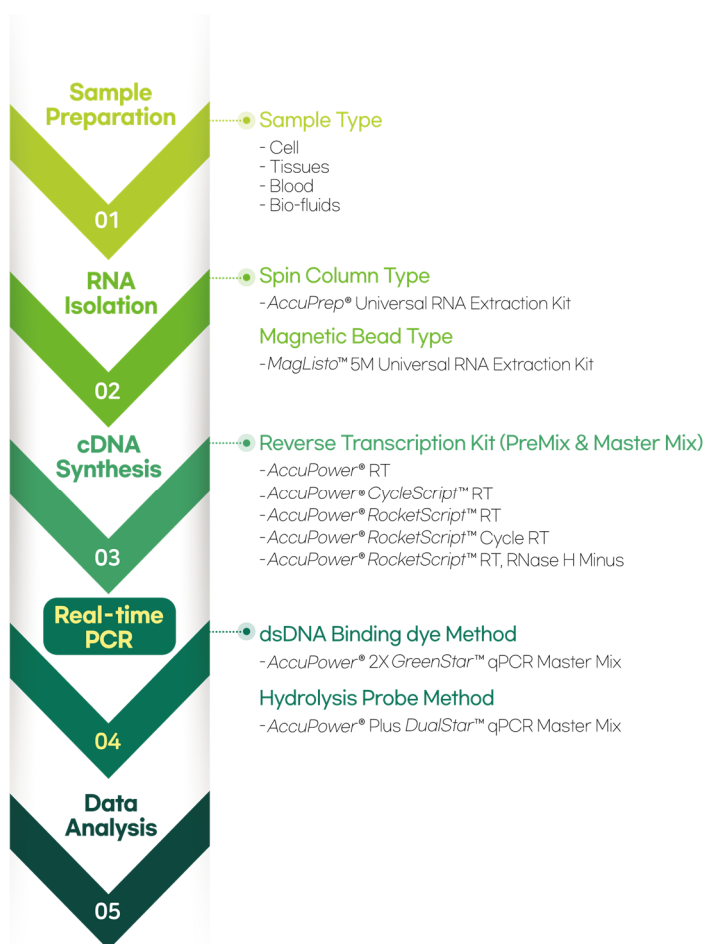 Sample
Preparation
Sample Type
- Cell
- Tissues
- Blood
- Bio-fluids
01
RNA
Isolation
Spin Column Type
- AccuPrep® Universal RNA Extraction Kit
Magnetic Bead Type
- MagListo™ 5M Universal RNA Extraction Kit
02
cDNA
Synthesis
Reverse Transcription Kit (PreMix & Master Mix)
- AccuPower® RT
- AccuPower® CycleScript™ RT
- AccuPower® RocketScript™ RT
- AccuPower® RocketScript™ Cycle RT
- AccuPower® RocketScript™ RT, RNase H Minus
03
Real-time
PCR
dsDNA Binding dye Method
- AccuPower® 2X GreenStar™ qPCR Master Mix
Hydrolysis Probe Method
- AccuPower® Plus DualStar™ qPCR Master Mix
04
Data
Analysis
05